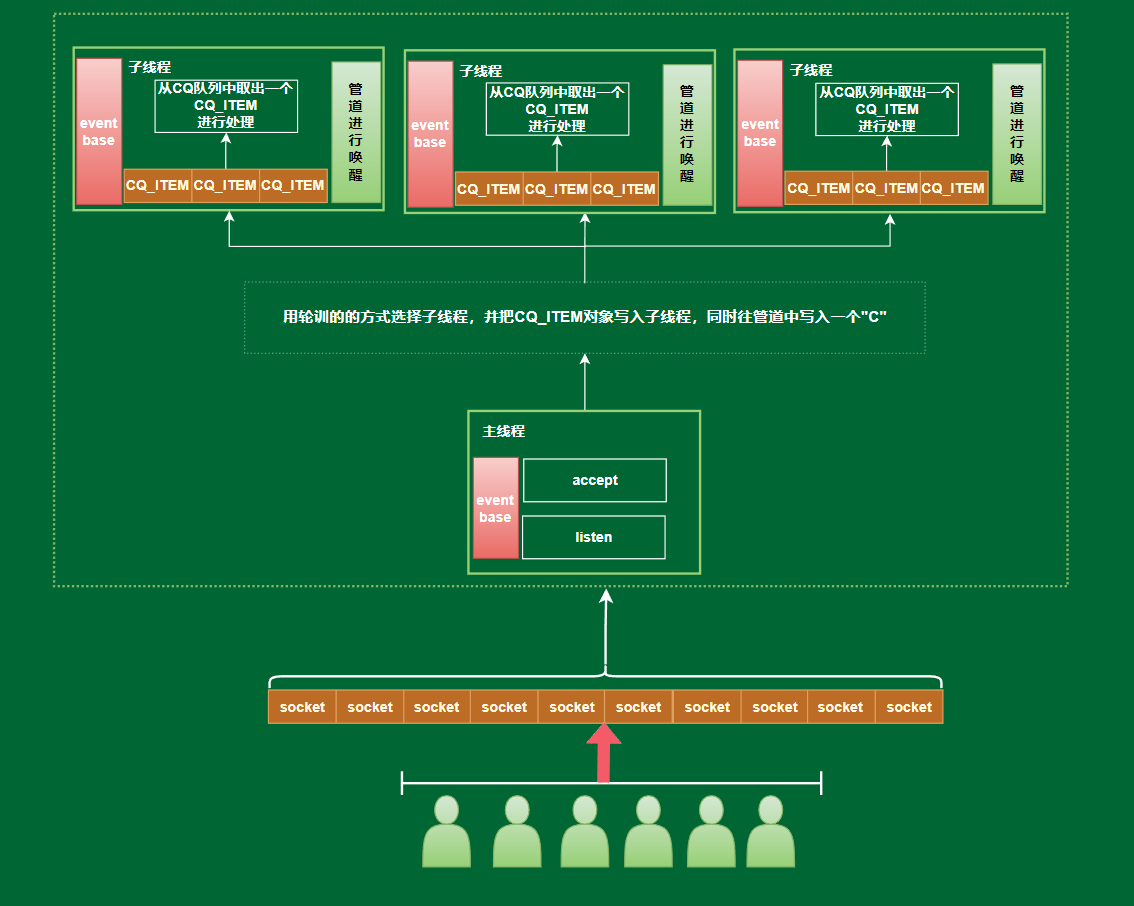 子线程
event
base
从CQ队列中取出一个
CQ_ITEM
进行处理
CQ_ITEM CQ_ITEM CQ_ITEM
管
道
进
行
唤
醒
子线程
event
base
从CQ队列中取出一个
CQ_ITEM
进行处理
CQ_ITEM CQ_ITEM CQ_ITEM
管
道
进
行
唤
醒
子线程
event
base
从CQ队列中取出一个
CQ_ITEM
进行处理
CQ_ITEM CQ_ITEM CQ_ITEM
管
道
进
行
唤
醒
用轮训的的方式选择子线程，并把CQ_ITEM对象写入子线程，同时往管道中写入一个"C"
主线程
event
base
accept
listen
socket socket socket socket socket socket socket socket socket socket